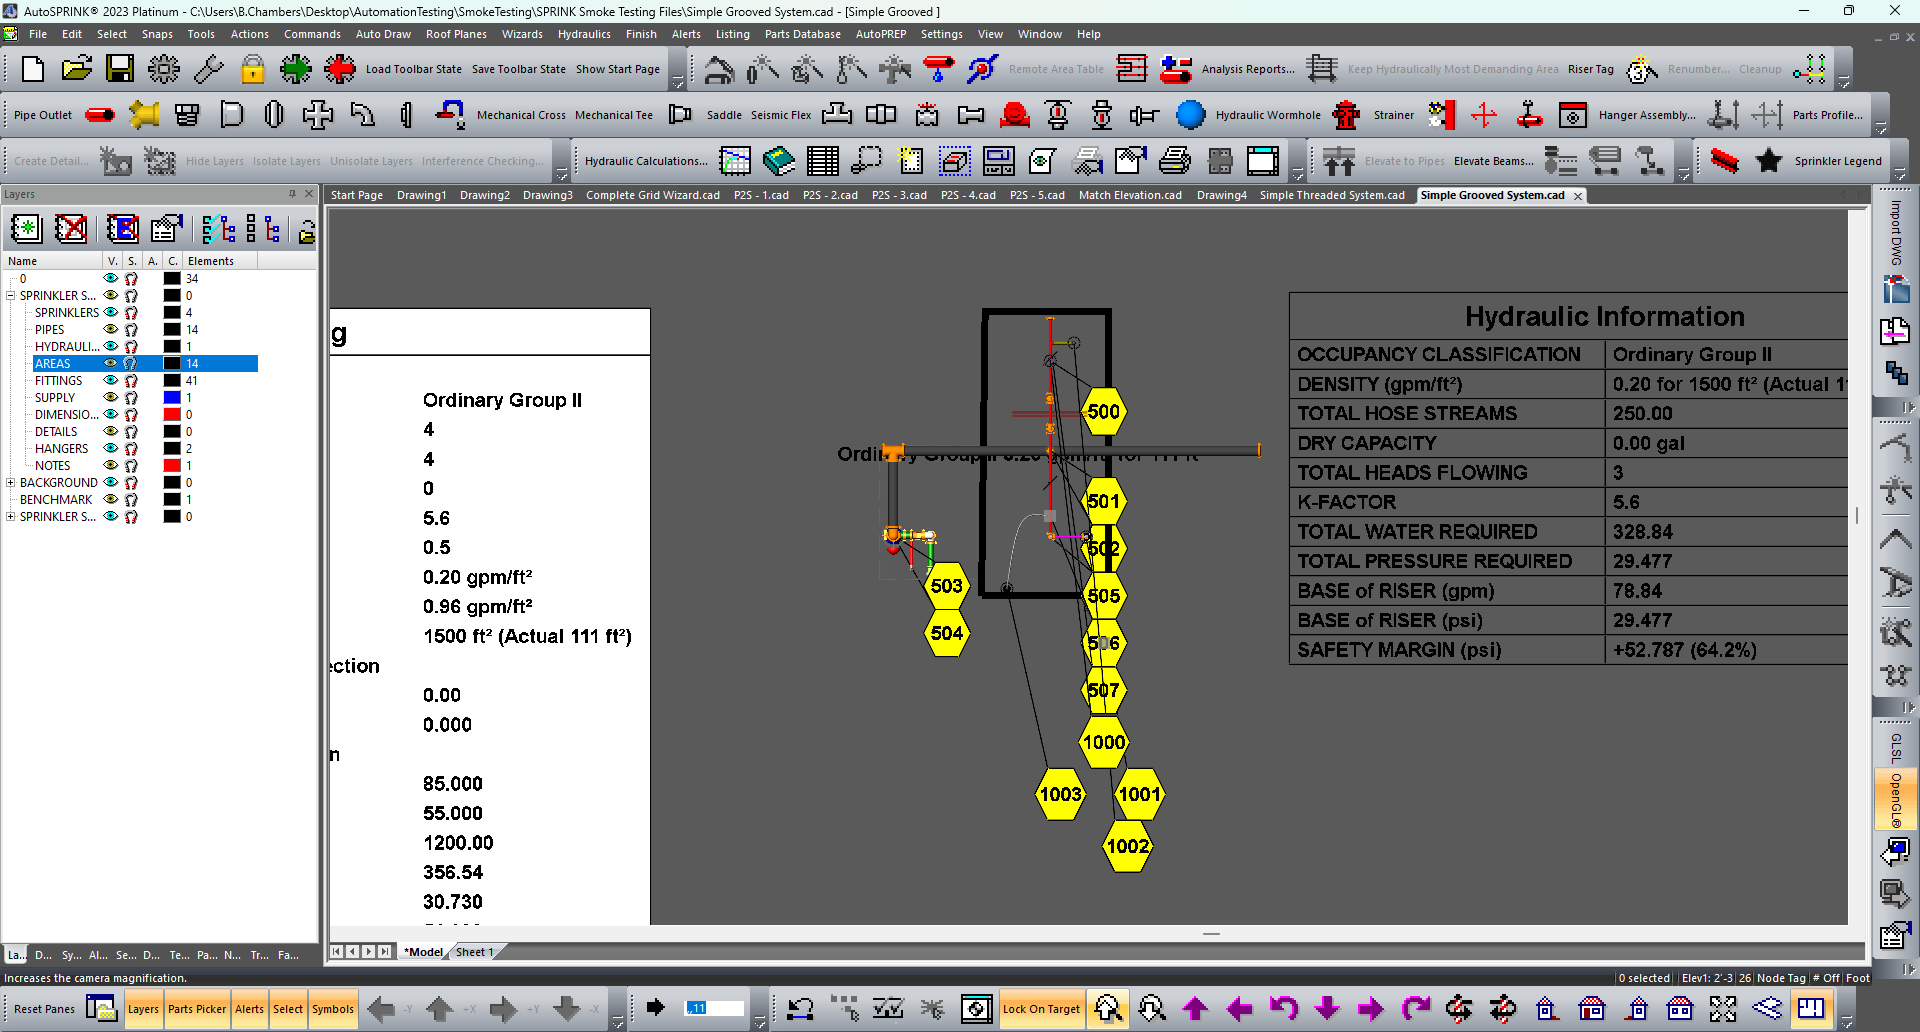 AutoSPRINK® 2023 Platinum - C:\Users\B.Chambers\Desktop\AutomationTesting\SmokeTesting\SPRINK Smoke Testing Files\Simple Grooved System.cad - [Simple Grooved ]
File Edit Select Snaps Tools Actions Commands Auto Draw Roof Planes Wizards Hydraulics Finish Alerts Listing Parts Database AutoPREP Settings View Window Help
Load Toolbar State Save Toolbar State Show Start Page Remote Area Table Analysis Reports... Keep Hydraulically Most Demanding Area Riser Tag Renumber... Cleanup
Pipe Outlet Mechanical Cross Mechanical Tee Saddle Seismic Flex Hydraulic Wormhole Strainer Hanger Assembly... Parts Profile...
Create Detail... Hide Layers Isolate Layers Unisolate Layers Interference Checking... Hydraulic Calculations... Elevate to Pipes Elevate Beams... Sprinkler Legend
Layers
Start Page Drawing1 Drawing2 Drawing3 Complete Grid Wizard.cad P2S - 1.cad P2S - 2.cad P2S - 3.cad P2S - 4.cad P2S - 5.cad Match Elevation.cad Drawing4 Simple Threaded System.cad Simple Grooved System.cad
Name V. S. A. C. Elements
0 34
SPRINKLER S... 0
SPRINKLERS 4
PIPES 14
HYDRAULI... 1
AREAS 14
FITTINGS 41
SUPPLY 1
DIMENSIO... 0
DETAILS 0
HANGERS 2
NOTES 1
BACKGROUND 0
BENCHMARK 1
SPRINKLER S... 0
g
Ordinary Group II
4
4
0
5.6
0.5
0.20 gpm/ft²
0.96 gpm/ft²
1500 ft² (Actual 111 ft²)
ection
0.00
0.000
n
85.000
55.000
1200.00
356.54
30.730
500
501
502
503
505
504
506
507
1000
1003
1001
1002
Hydraulic Information
OCCUPANCY CLASSIFICATION Ordinary Group II
DENSITY (gpm/ft²) 0.20 for 1500 ft² (Actual 1
TOTAL HOSE STREAMS 250.00
DRY CAPACITY 0.00 gal
TOTAL HEADS FLOWING 3
K-FACTOR 5.6
TOTAL WATER REQUIRED 328.84
TOTAL PRESSURE REQUIRED 29.477
BASE of RISER (gpm) 78.84
BASE of RISER (psi) 29.477
SAFETY MARGIN (psi) +52.787 (64.2%)
Import DWG
GLSL
OpenGL®
La... D... Sy... Al... Se... D... Te... Pa... N... Tr... Fa...
*Model Sheet 1
Increases the camera magnification.
0 selected Elev1: 2'-3 26 Node Tag # Off Foot
Reset Panes Layers Parts Picker Alerts Select Symbols -Y +X +Y -X ,,11 Lock On Target